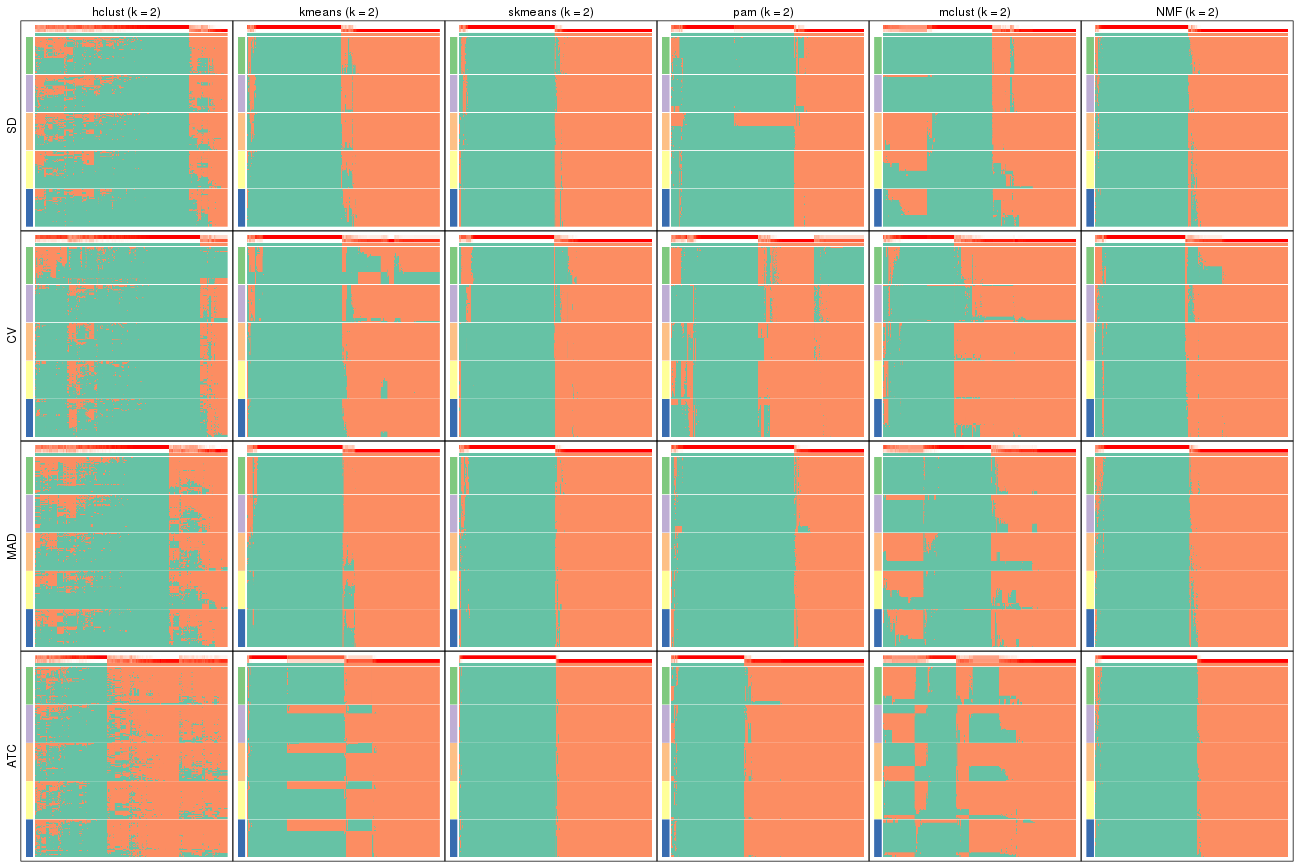 hclust (k = 2)
kmeans (k = 2)
skmeans (k = 2)
pam (k = 2)
mclust (k = 2)
NMF (k = 2)
SD
CV
MAD
ATC